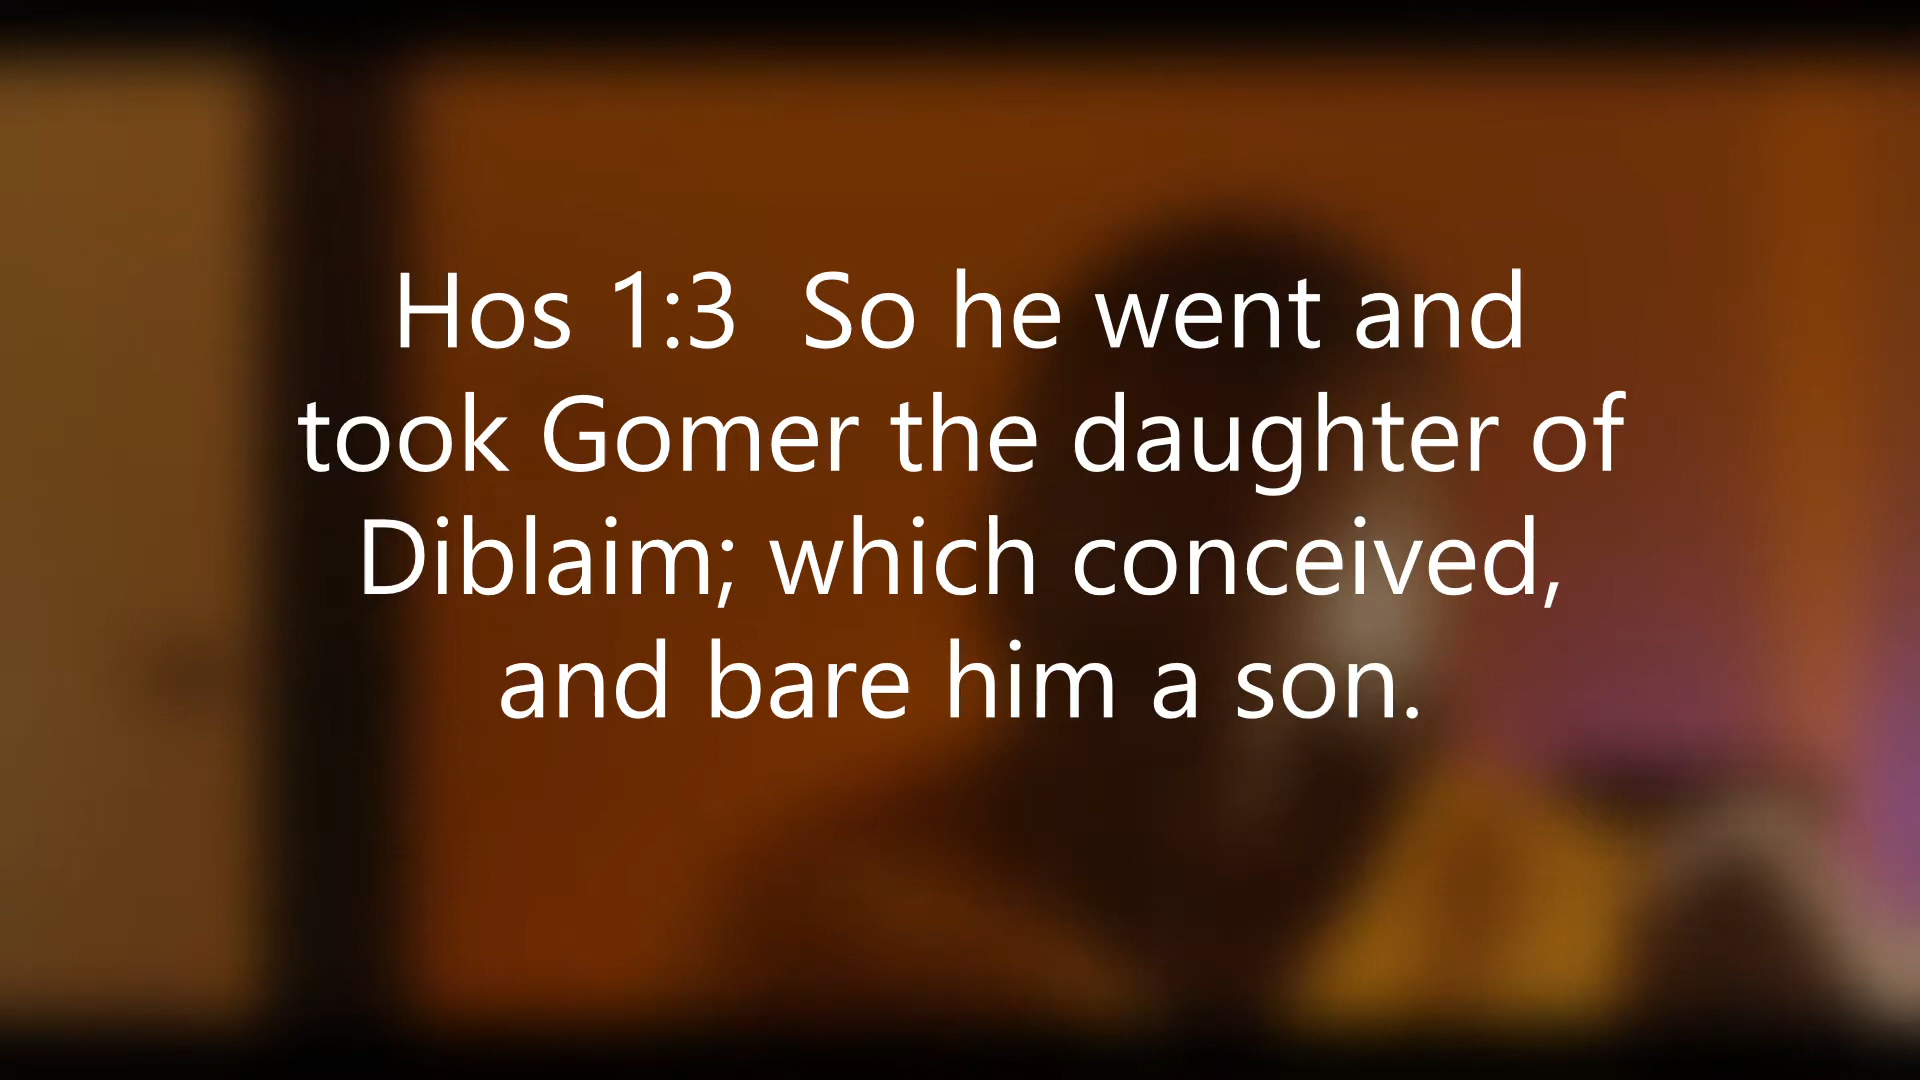 Hos 1:3  So he went and
took Gomer the daughter of
Diblaim; which conceived,
and bare him a son.